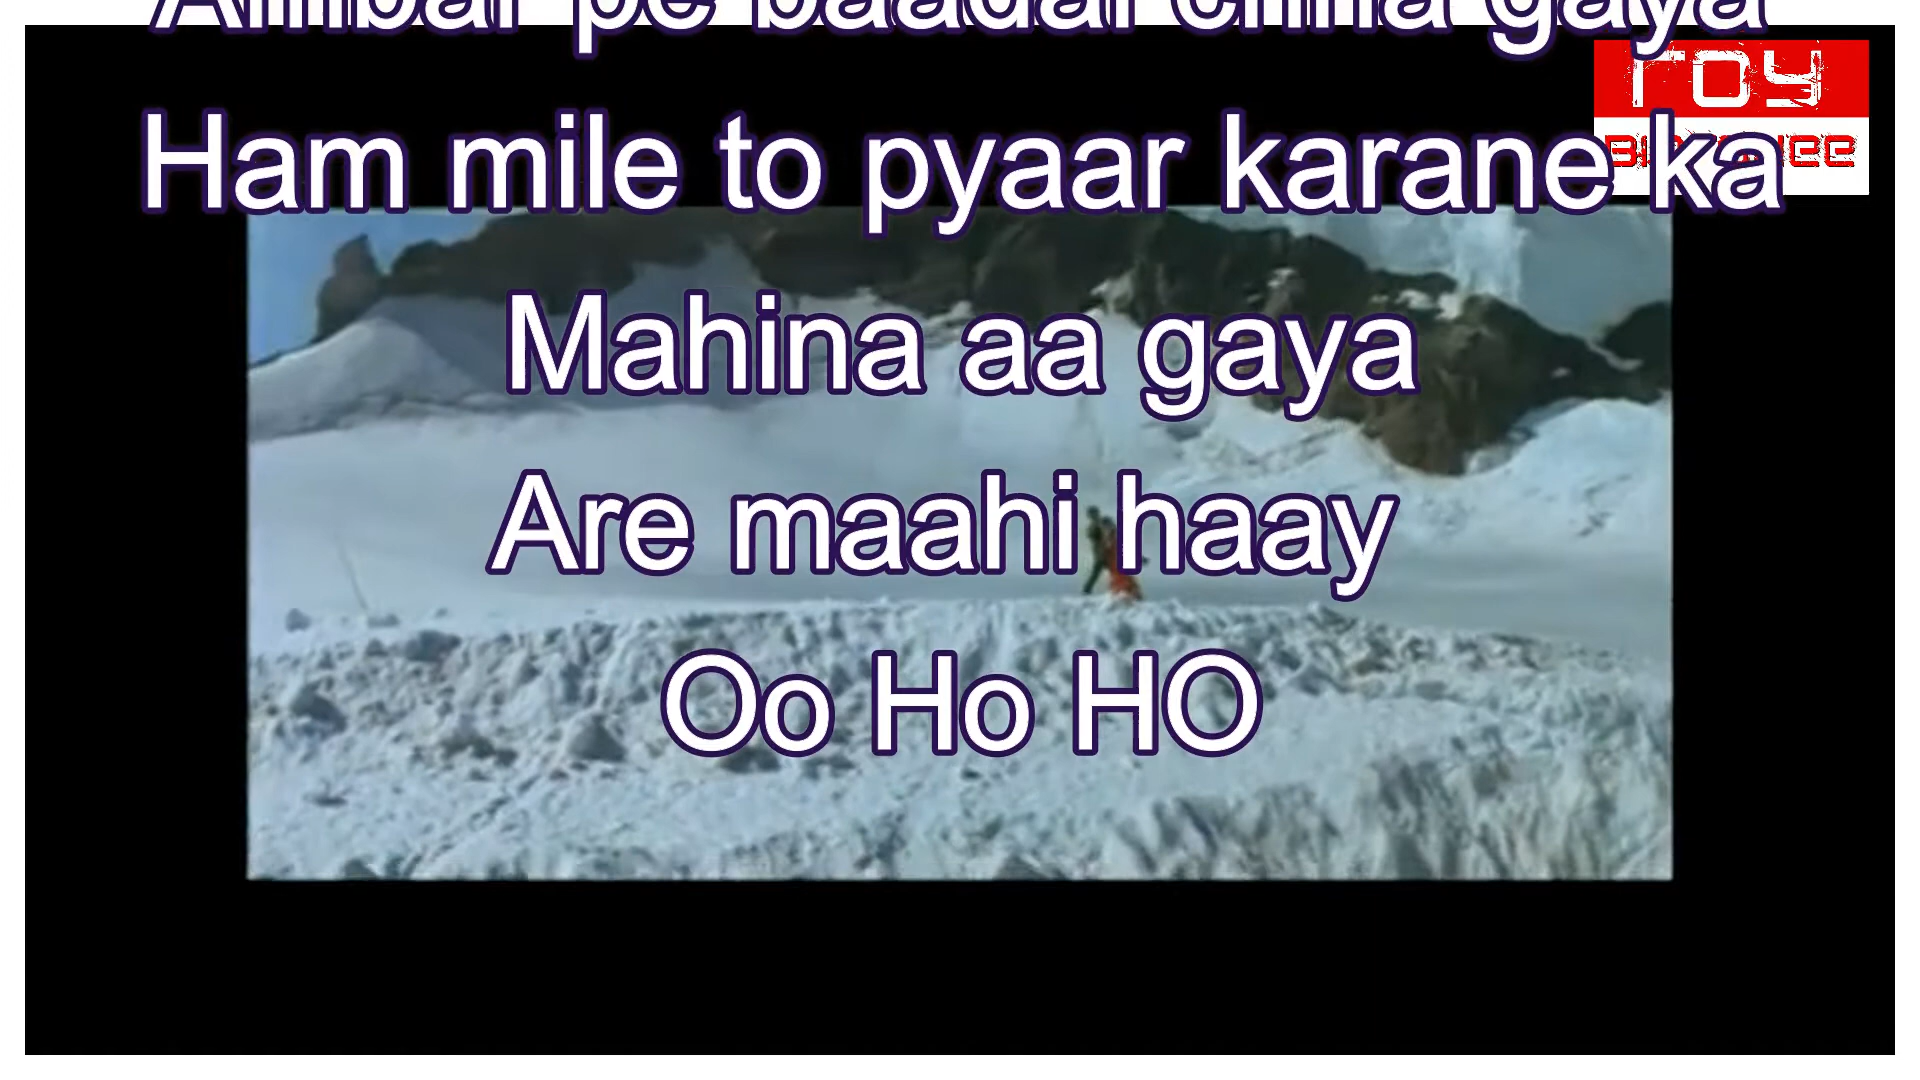 Ambar pe baadal chha gaya
roy
Ham mile to pyaar karane ka
Mahina aa gaya
Are maahi haay
Oo Ho HO